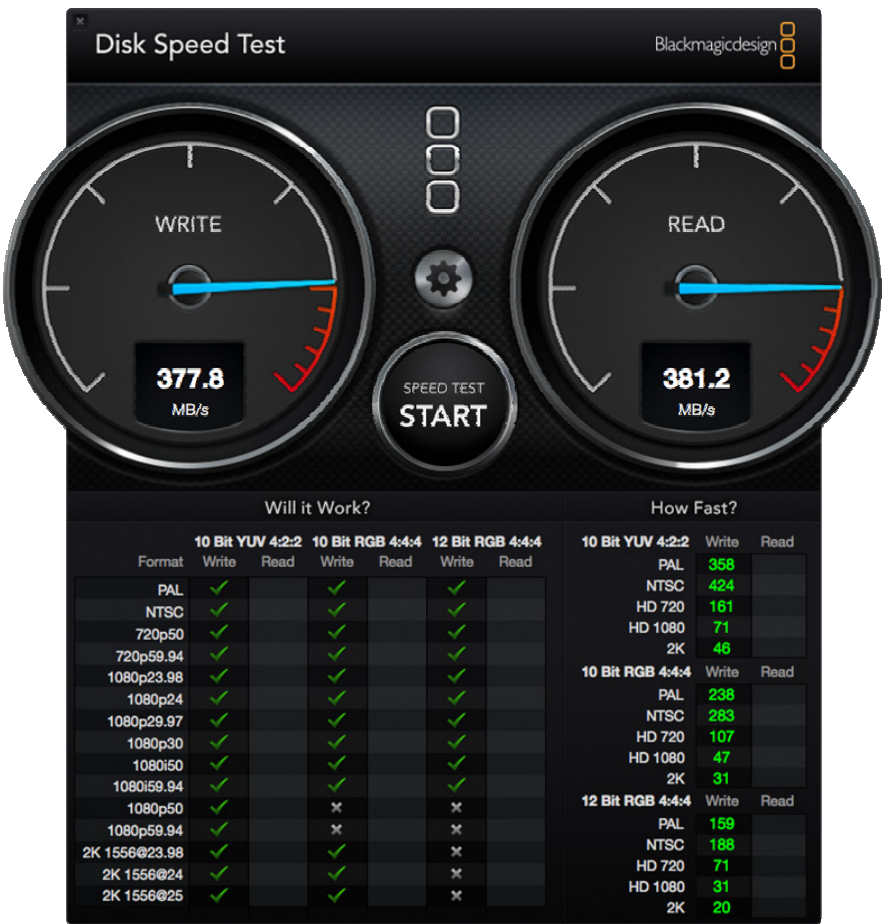 Disk Speed Test
Blackmagicdesign
WRITE
377.8
MB/s
SPEED TEST
START
READ
381.2
MB/s
Will it Work?
10 Bit YUV 4:2:2 10 Bit RGB 4:4:4 12 Bit RGB 4:4:4
Format Write Read Write Read Write Read
PAL
NTSC
720p50
720p59.94
1080p23.98
1080p24
1080p29.97
1080p30
1080i50
1080i59.94
1080p50
1080p59.94
2K 1556@23.98
2K 1556@24
2K 1556@25
How Fast?
10 Bit YUV 4:2:2 Write Read
PAL 358
NTSC 424
HD 720 161
HD 1080 71
2K 46
10 Bit RGB 4:4:4 Write Read
PAL 238
NTSC 283
HD 720 107
HD 1080 47
2K 31
12 Bit RGB 4:4:4 Write Read
PAL 159
NTSC 188
HD 720 71
HD 1080 31
2K 20